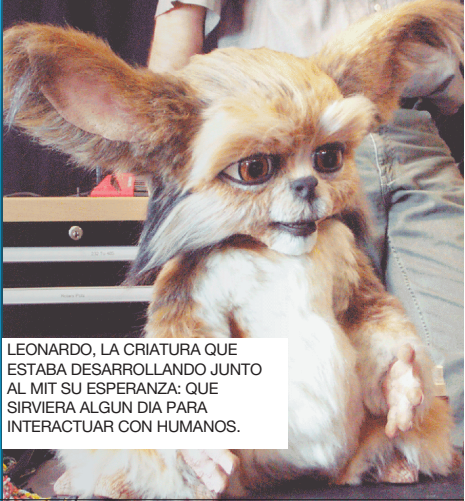 LEONARDO, LA CRIATURA QUE
ESTABA DESARROLLANDO JUNTO
AL MIT SU ESPERANZA: QUE
SIRVIERA ALGUN DIA PARA
INTERACTUAR CON HUMANOS.